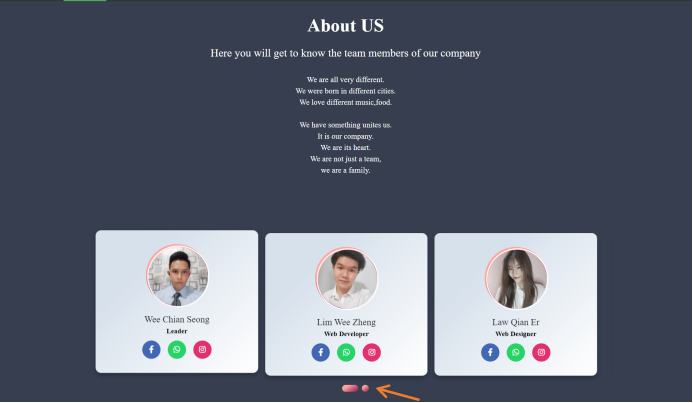 About US
Here you will get to know the team members of our company
We are all very different.
We were born in different cities.
We love different music,food.
We have something unites us.
It is our company.
We are its heart.
We are not just a team,
we are a family.
Wee Chian Seong
Leader
Lim Wee Zheng
Web Developer
Law Qian Er
Web Designer